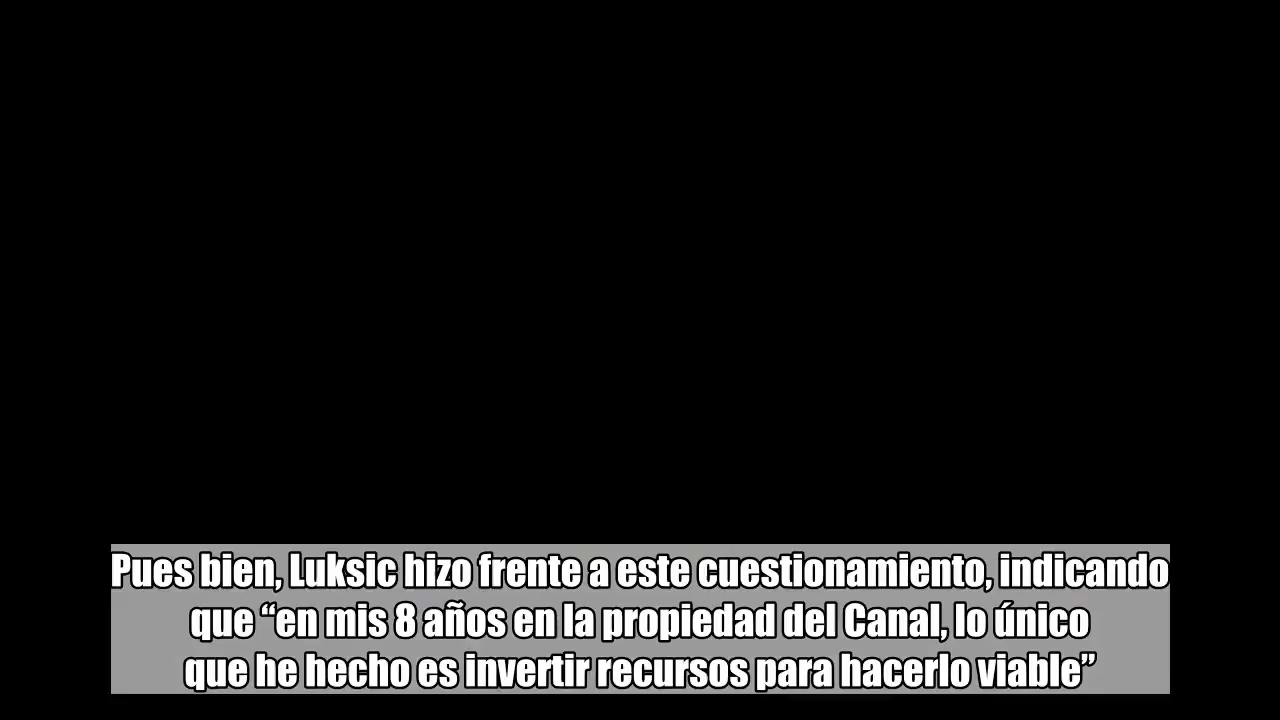 Pues bien, Luksic hizo frente a este cuestionamiento, indicando
que “en mis 8 años en la propiedad del Canal, lo único
que he hecho es invertir recursos para hacerlo viable”